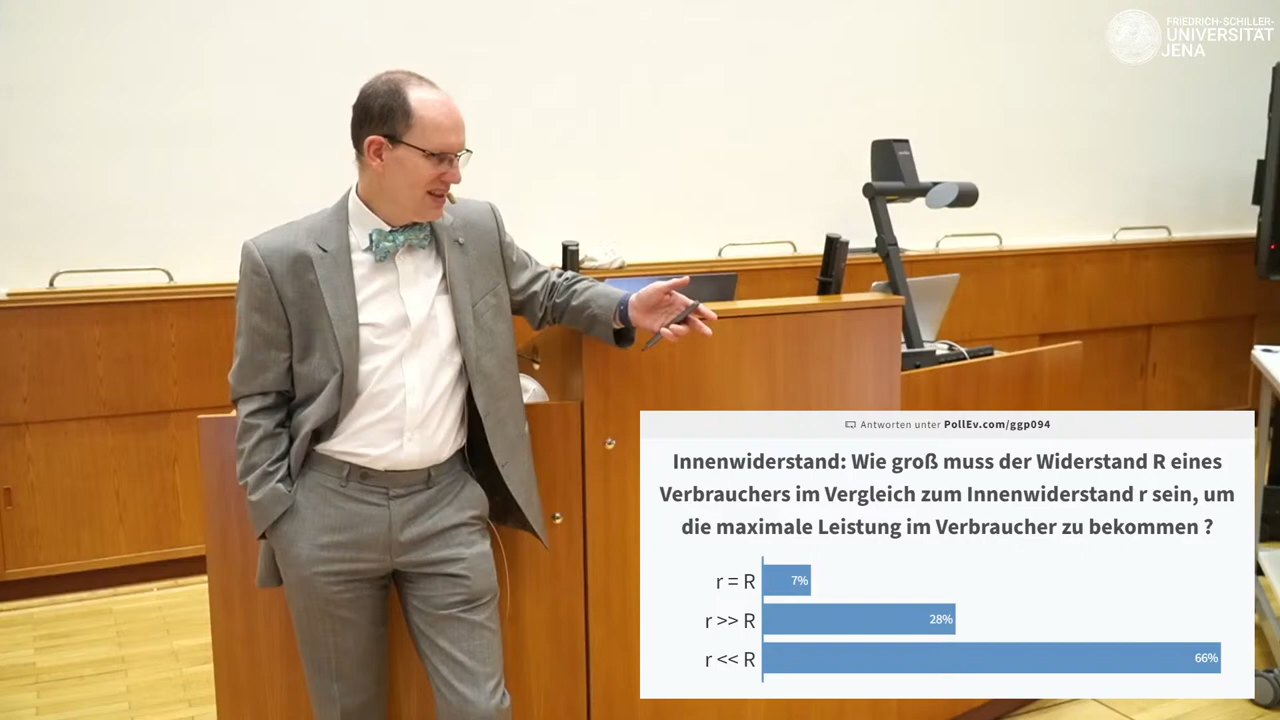 FRIEDRICH-SCHILLER-
UNIVERSITÄT
JENA
Antworten unter PollEv.com/ggp094
Innenwiderstand: Wie groß muss der Widerstand R eines
Verbrauchers im Vergleich zum Innenwiderstand r sein, um
die maximale Leistung im Verbraucher zu bekommen ?
r = R 7%
r >> R 28%
r << R 66%